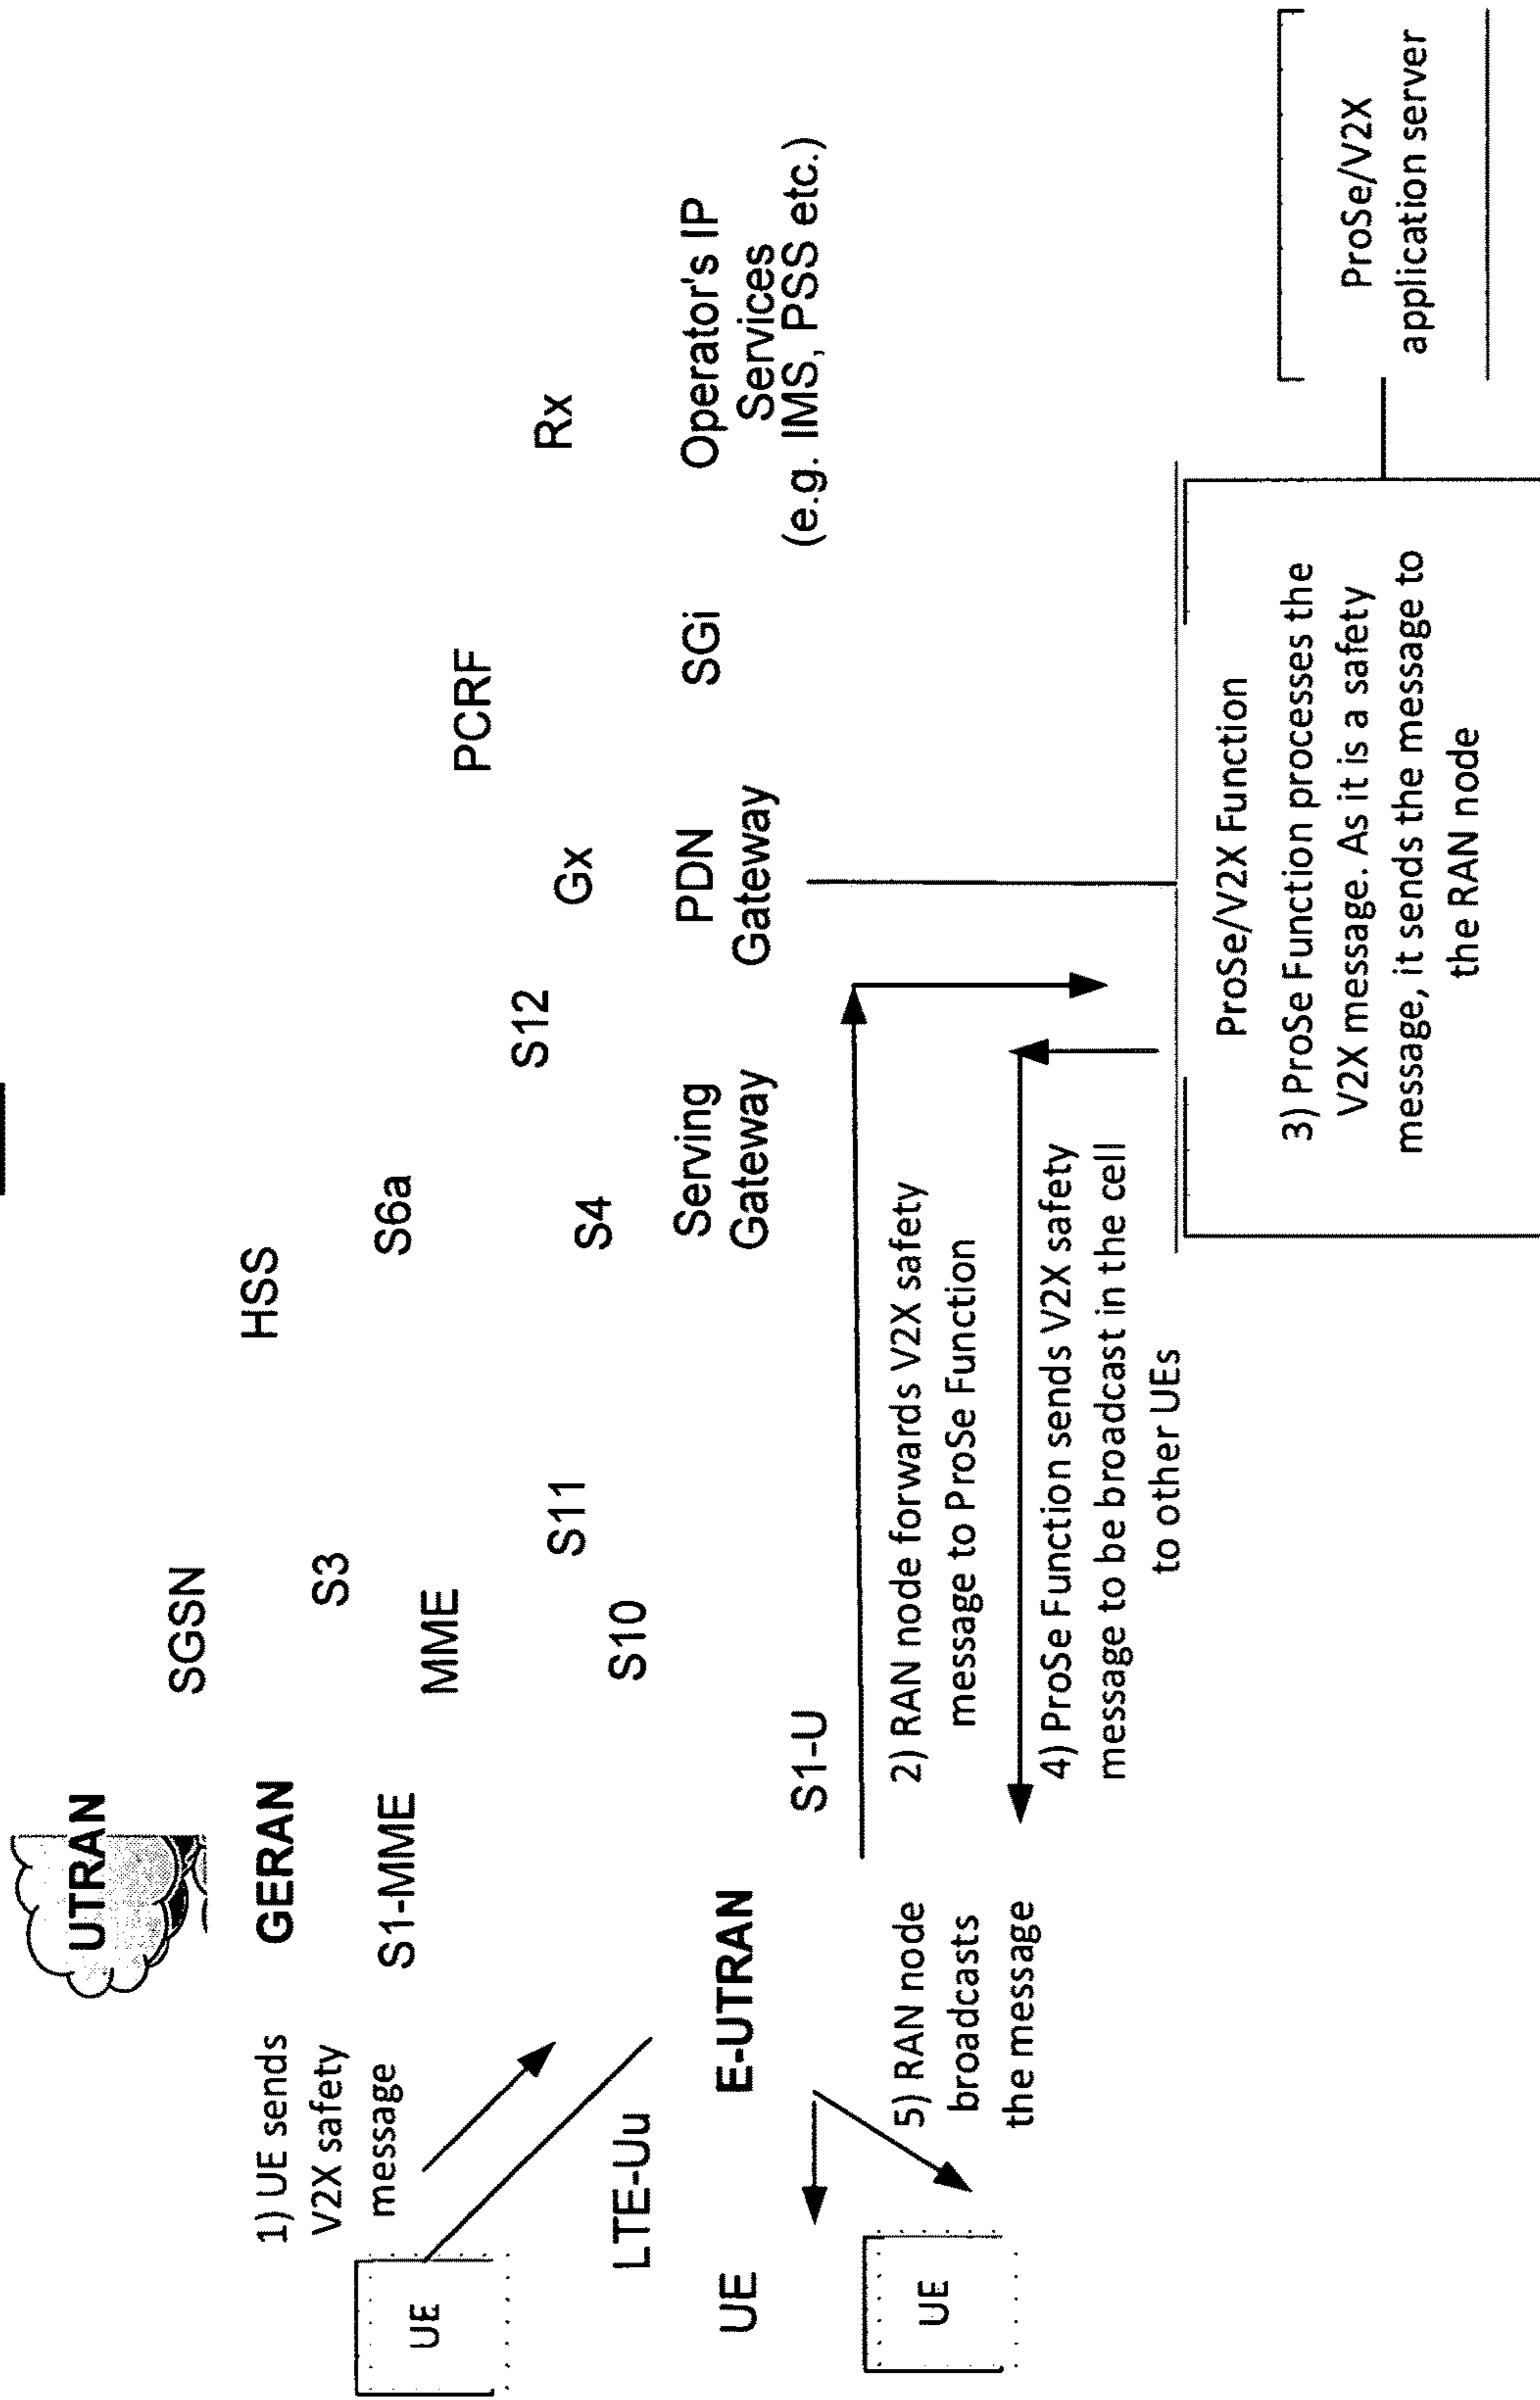 UTRAN
SGSN
GERAN
HSS
1) UE sends
V2X safety
message
S3
S1-MME
S6a
MME
PCRF
UE
S12
Rx
S11
Gx
S4
LTE-Uu
S10
E-UTRAN
Serving
Gateway
PDN
Gateway
SGi
Operator's IP
Services
(e.g. IMS, PSS etc.)
UE
S1-U
UE
5) RAN node
broadcasts
the message
2) RAN node forwards V2X safety
message to ProSe Function
4) ProSe Function sends V2X safety
message to be broadcast in the cell
to other UEs
ProSe/V2X Function
3) ProSe Function processes the
V2X message. As it is a safety
message, it sends the message to
the RAN node
ProSe/V2X
application server